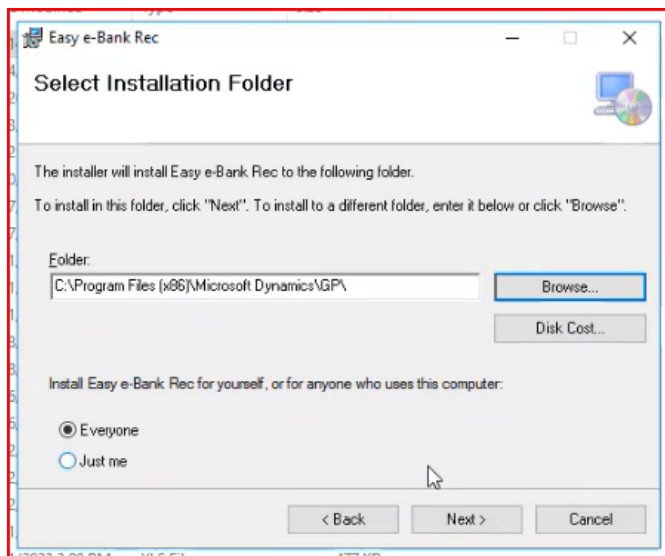 Easy e-Bank Rec
Select Installation Folder
The installer will install Easy e-Bank Rec to the following folder.
To install in this folder, click "Next". To install to a different folder, enter it below or click "Browse".
Folder:
C:\Program Files (x86)\Microsoft Dynamics\GP\
Browse...
Disk Cost...
Install Easy e-Bank Rec for yourself, or for anyone who uses this computer:
Everyone
Just me
< Back
Next >
Cancel